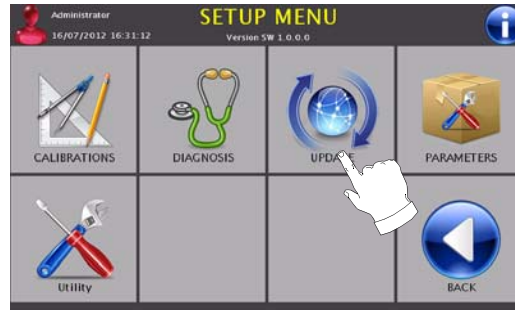 Administrator
SETUP MENU
16/07/2012 16:31:12
Version SW 1.0.0.0
CALIBRATIONS
DIAGNOSIS
UPDATE
PARAMETERS
Utility
BACK